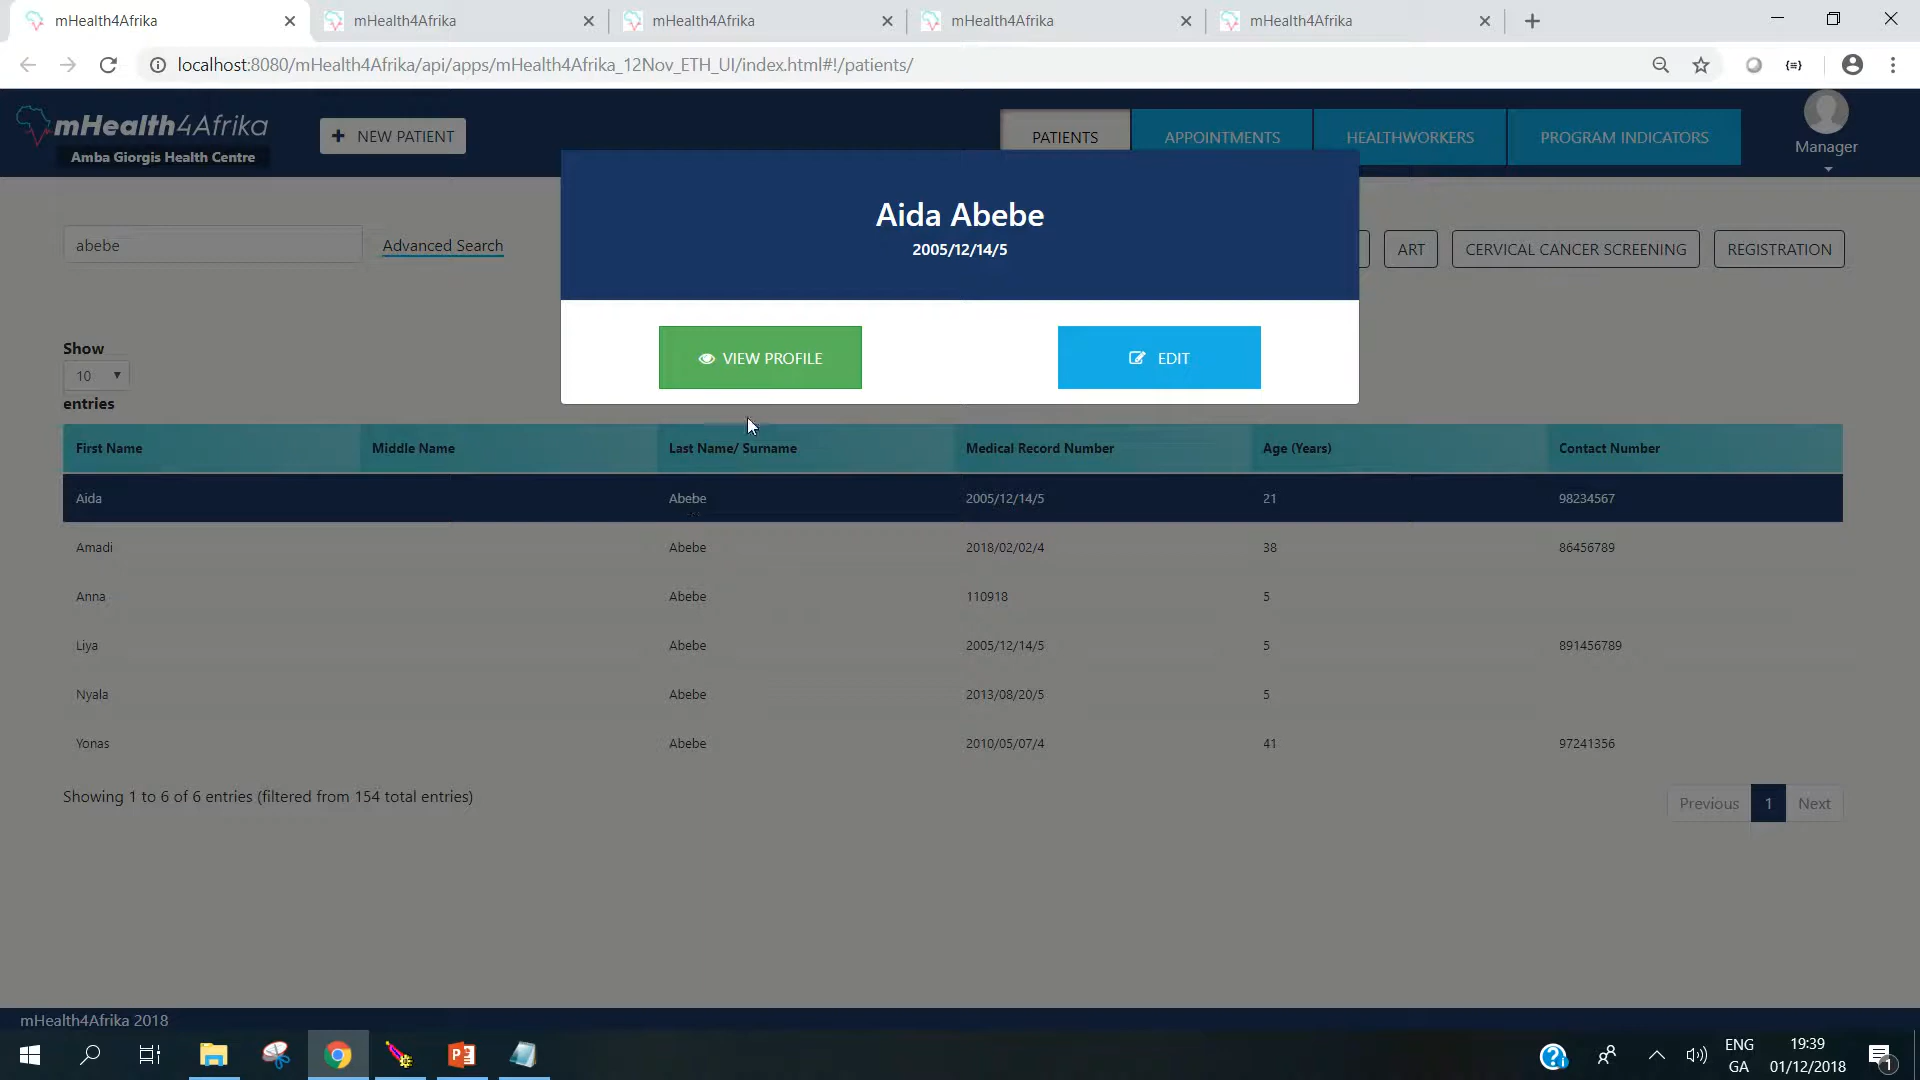 mHealth4Afrika
mHealth4Afrika
mHealth4Afrika
mHealth4Afrika
mHealth4Afrika
localhost:8080/mHealth4Afrika/api/apps/mHealth4Afrika_12Nov_ETH_UI/index.html#!/patients/
mHealth4Afrika
Amba Giorgis Health Centre
+ NEW PATIENT
PATIENTS
APPOINTMENTS
HEALTHWORKERS
PROGRAM INDICATORS
Manager
Aida Abebe
2005/12/14/5
VIEW PROFILE
EDIT
abebe
Advanced Search
ART
CERVICAL CANCER SCREENING
REGISTRATION
Show
10
entries
First Name Middle Name Last Name/ Surname Medical Record Number Age (Years) Contact Number
Aida Abebe 2005/12/14/5 21 98234567
Amadi Abebe 2018/02/02/4 38 86456789
Anna Abebe 110918 5
Liya Abebe 2005/12/14/5 5 891456789
Nyala Abebe 2013/08/20/5 5
Yonas Abebe 2010/05/07/4 41 97241356
Showing 1 to 6 of 6 entries (filtered from 154 total entries)
Previous 1 Next
mHealth4Afrika 2018
ENG
GA
19:39
01/12/2018
1